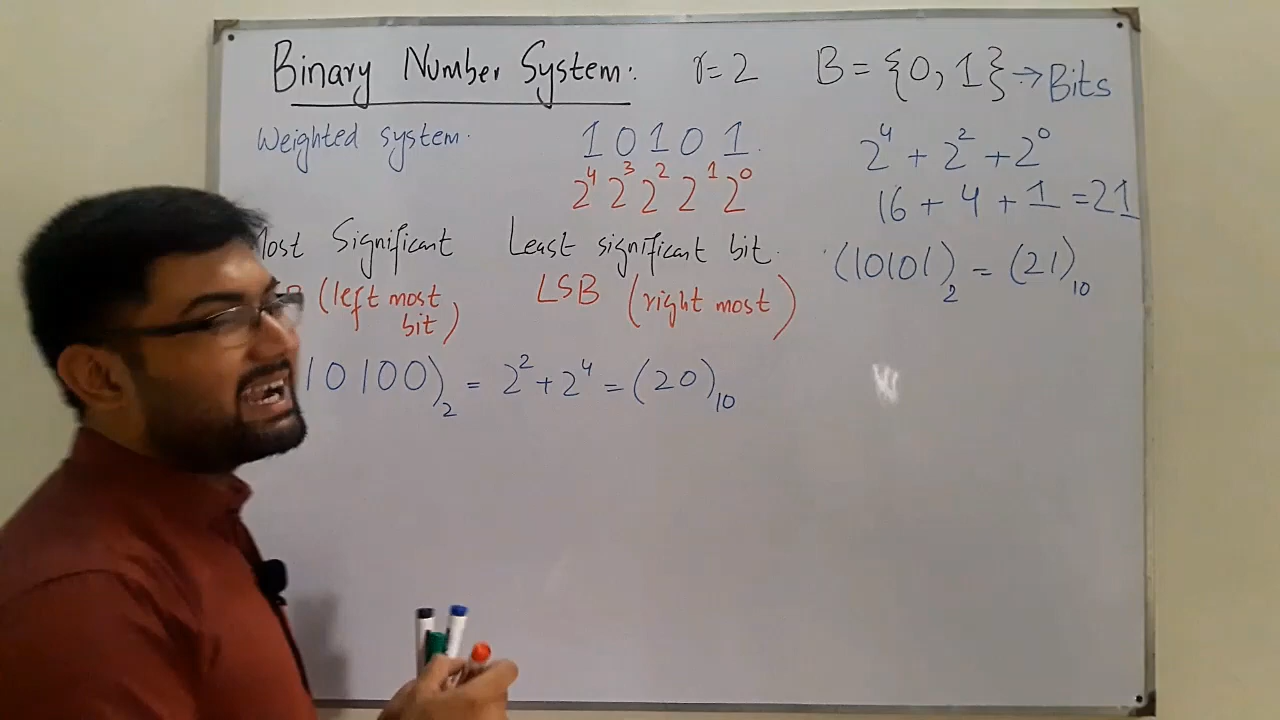 Binary Number System: r=2 B = {0, 1} → Bits
Weighted system. 1 0 1 0 1. 2⁴ + 2² + 2⁰
2⁴ 2³ 2² 2¹ 2⁰ 16 + 4 + 1 = 21
Most Significant Least significant bit. (10101)₂ = (21)₁₀
(left most bit) LSB (right most)
10100)₂ = 2² + 2⁴ = (20)₁₀